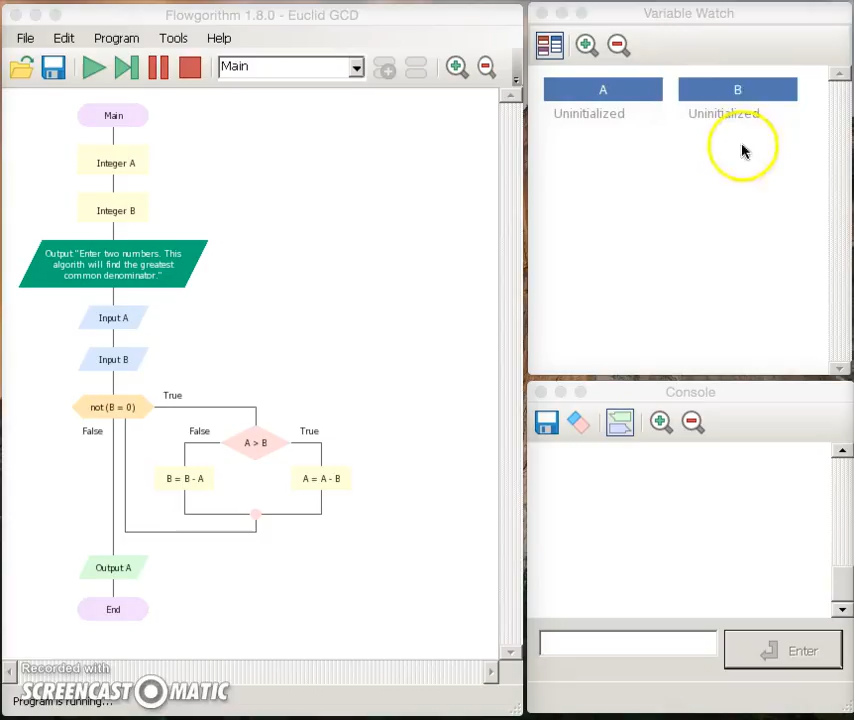 Flowgorithm 1.8.0 - Euclid GCD
File Edit Program Tools Help
Main
Main
Integer A
Integer B
Output "Enter two numbers. This
algorith will find the greatest
common denominator."
Input A
Input B
not (B = 0)
True
False
A > B
False
True
B = B - A
A = A - B
Output A
End
Recorded with
SCREENCAST MATIC
Program is running...
Variable Watch
A B
Uninitialized Uninitialized
Console
Enter